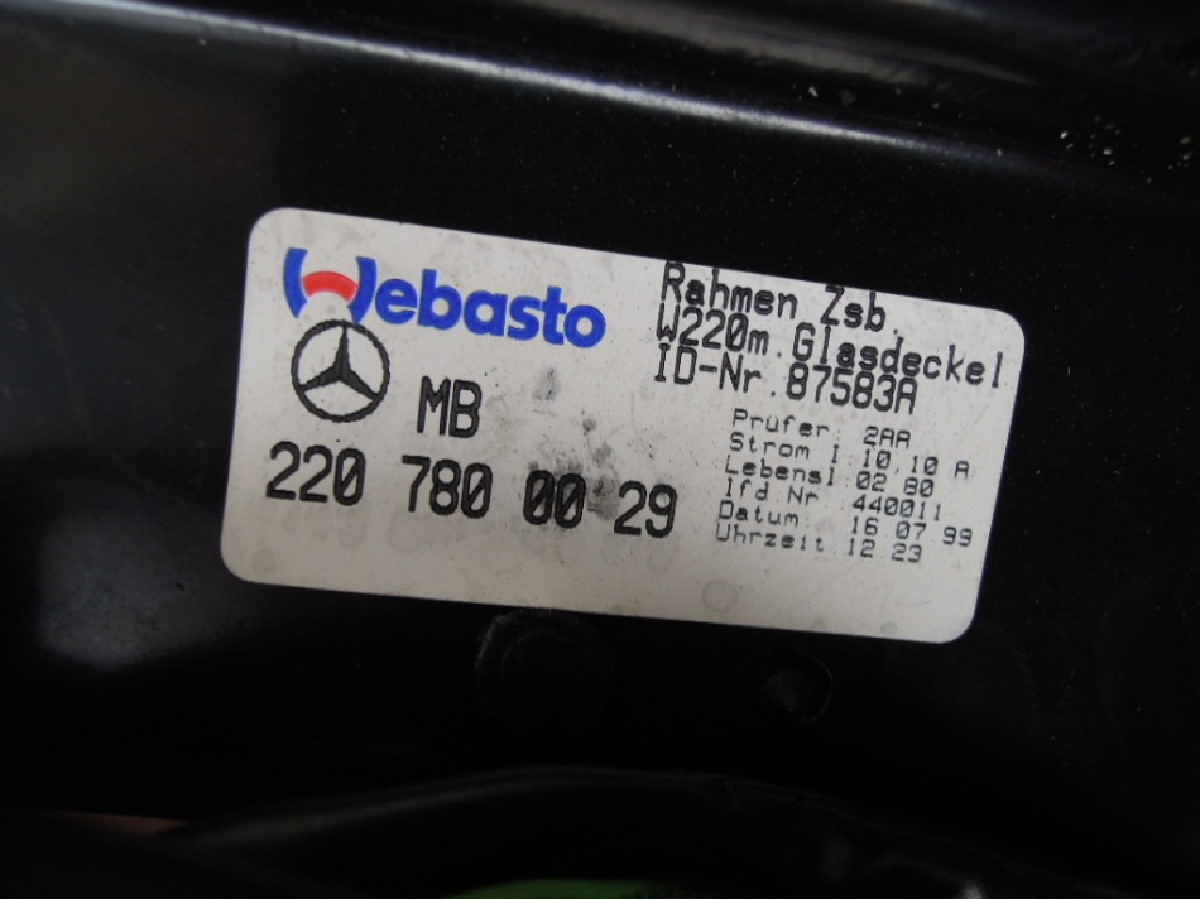 Webasto
MB
220 780 00 29
Rahmen Zsb.
W220m.Glasdeckel
ID-Nr.87583A
Prüfer: 2AA
Strom I: 10,10 A
Lebensl 02 80
lfd Nr 440011
Datum 16 07 99
Uhrzeit 12 23